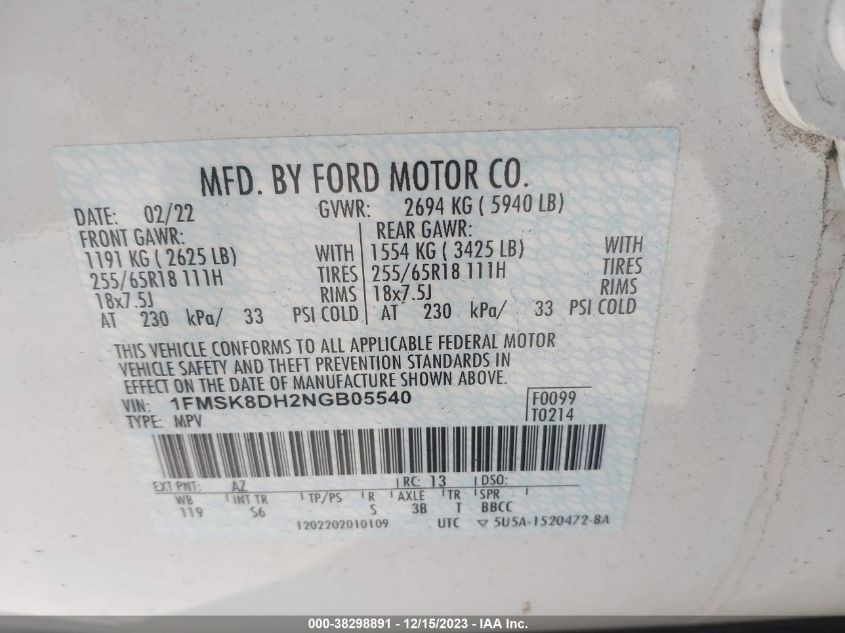 MFD. BY FORD MOTOR CO.
DATE: 02/22 GVWR: 2694 KG ( 5940 LB)
FRONT GAWR: REAR GAWR:
1191 KG ( 2625 LB) WITH 1554 KG ( 3425 LB) WITH
255/65R18 111H TIRES 255/65R18 111H TIRES
18x7.5J RIMS 18x7.5J RIMS
AT 230 kPa/ 33 PSI COLD AT 230 kPa/ 33 PSI COLD
THIS VEHICLE CONFORMS TO ALL APPLICABLE FEDERAL MOTOR
VEHICLE SAFETY AND THEFT PREVENTION STANDARDS IN
EFFECT ON THE DATE OF MANUFACTURE SHOWN ABOVE.
VIN: 1FMSK8DH2NGB05540 F0099
TYPE: MPV T0214
EXT PNT: AZ RC: 13 DSO:
WB INT TR TP/PS R AXLE TR SPR
119 S6 S 3B T BBCC
1202202010109 UTC ▽ 5U5A-1520472-BA
000-38298891 - 12/15/2023 - IAA Inc.